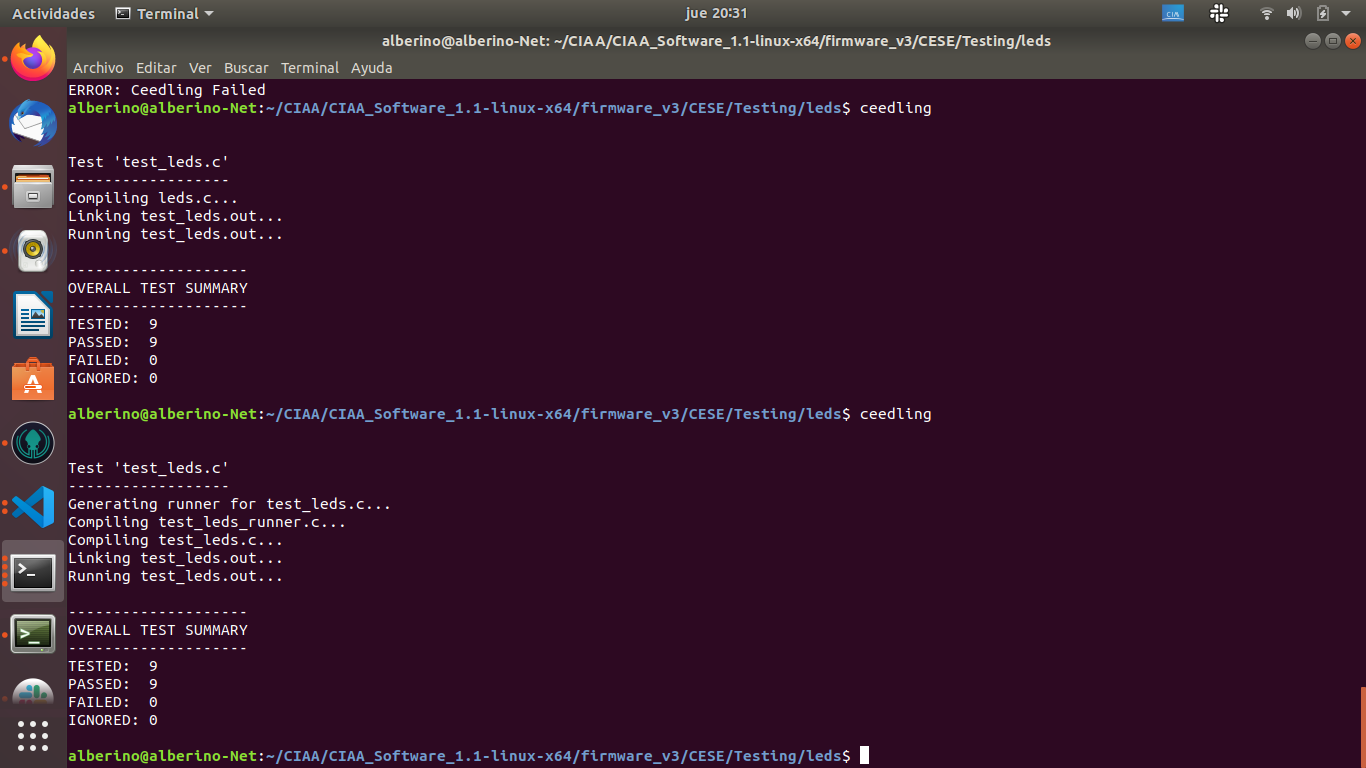 Actividades Terminal jue 20:31
alberino@alberino-Net: ~/CIAA/CIAA_Software_1.1-linux-x64/firmware_v3/CESE/Testing/leds
Archivo Editar Ver Buscar Terminal Ayuda
ERROR: Ceedling Failed
alberino@alberino-Net:~/CIAA/CIAA_Software_1.1-linux-x64/firmware_v3/CESE/Testing/leds$ ceedling
Test 'test_leds.c'
------------------
Compiling leds.c...
Linking test_leds.out...
Running test_leds.out...
--------------------
OVERALL TEST SUMMARY
--------------------
TESTED:  9
PASSED:  9
FAILED:  0
IGNORED: 0
alberino@alberino-Net:~/CIAA/CIAA_Software_1.1-linux-x64/firmware_v3/CESE/Testing/leds$ ceedling
Test 'test_leds.c'
------------------
Generating runner for test_leds.c...
Compiling test_leds_runner.c...
Compiling test_leds.c...
Linking test_leds.out...
Running test_leds.out...
--------------------
OVERALL TEST SUMMARY
--------------------
TESTED:  9
PASSED:  9
FAILED:  0
IGNORED: 0
alberino@alberino-Net:~/CIAA/CIAA_Software_1.1-linux-x64/firmware_v3/CESE/Testing/leds$